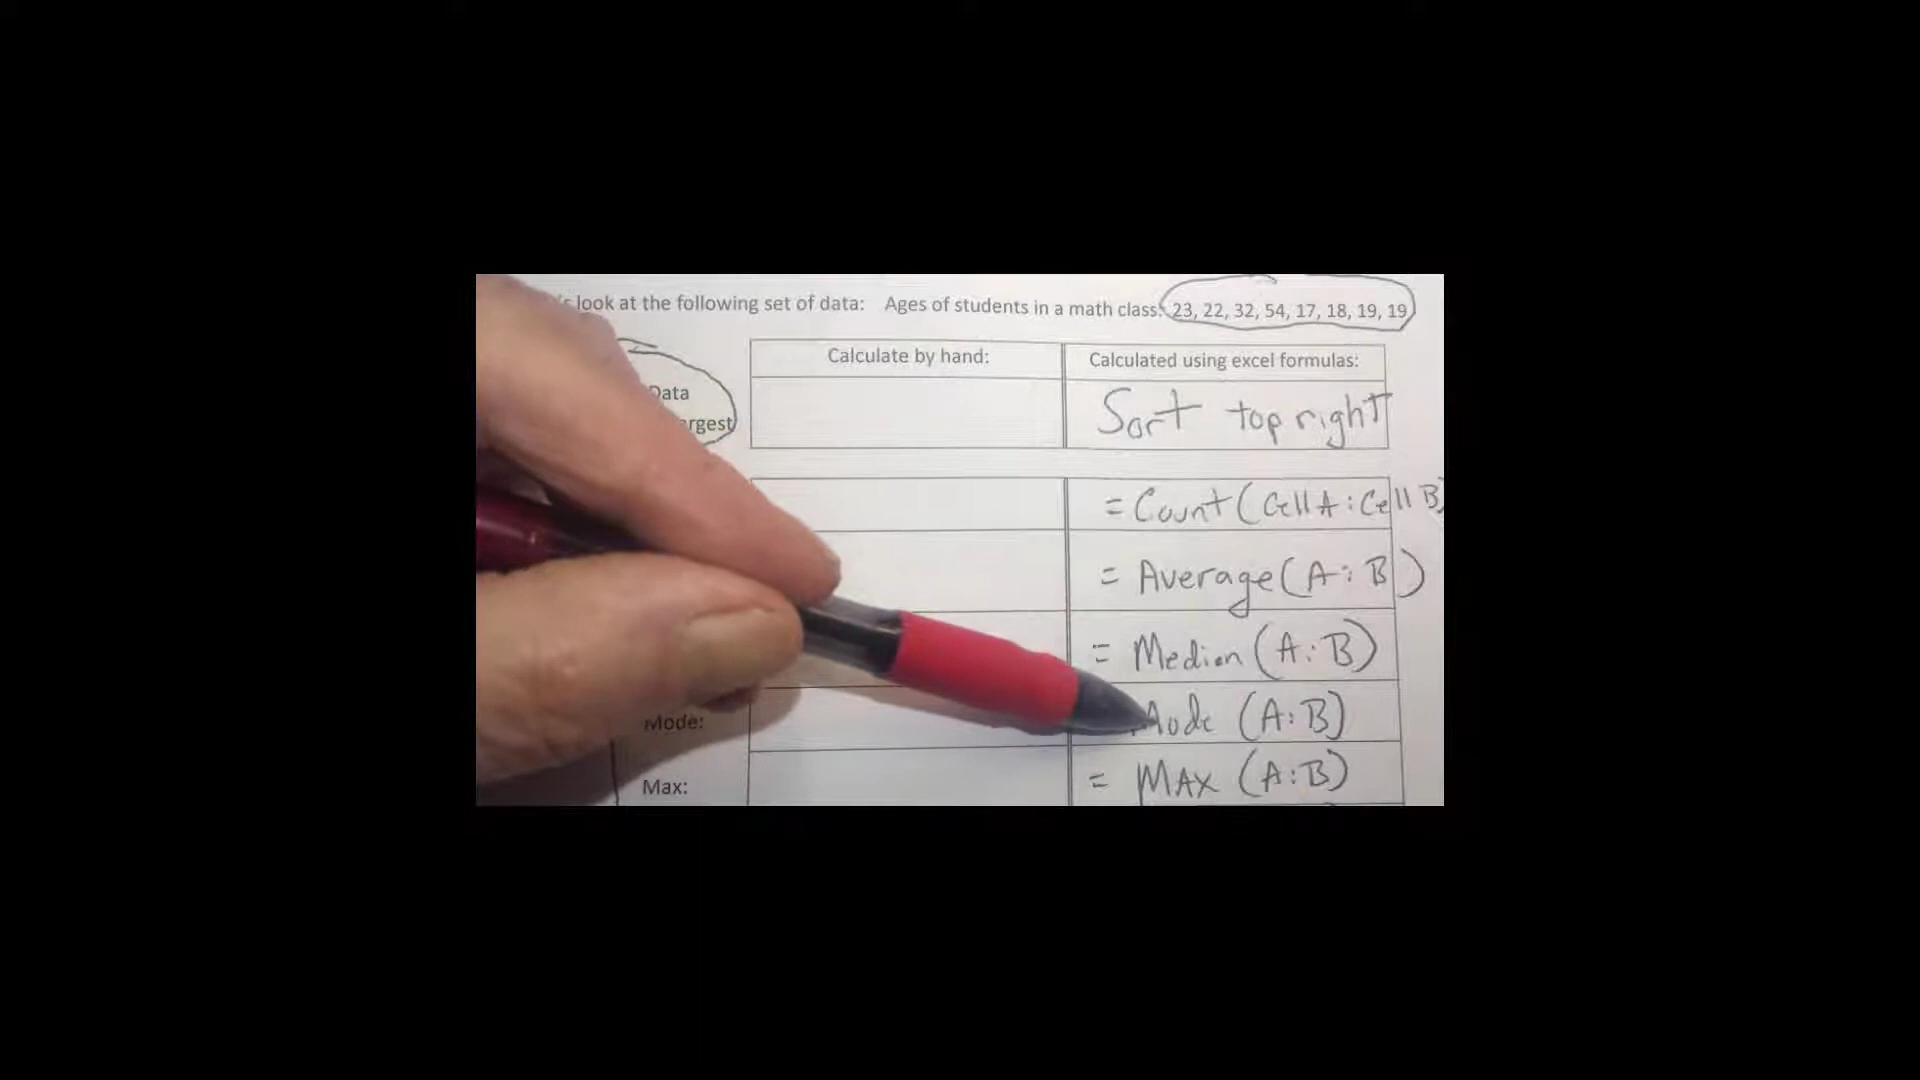 look at the following set of data: Ages of students in a math class: 23, 22, 32, 54, 17, 18, 19, 19
Calculate by hand: Calculated using excel formulas:
Data
Sort top right
= Count (Cell A : Cell B)
= Average (A : B)
= Median (A : B)
Mode: Mode (A : B)
Max: = MAX (A : B)